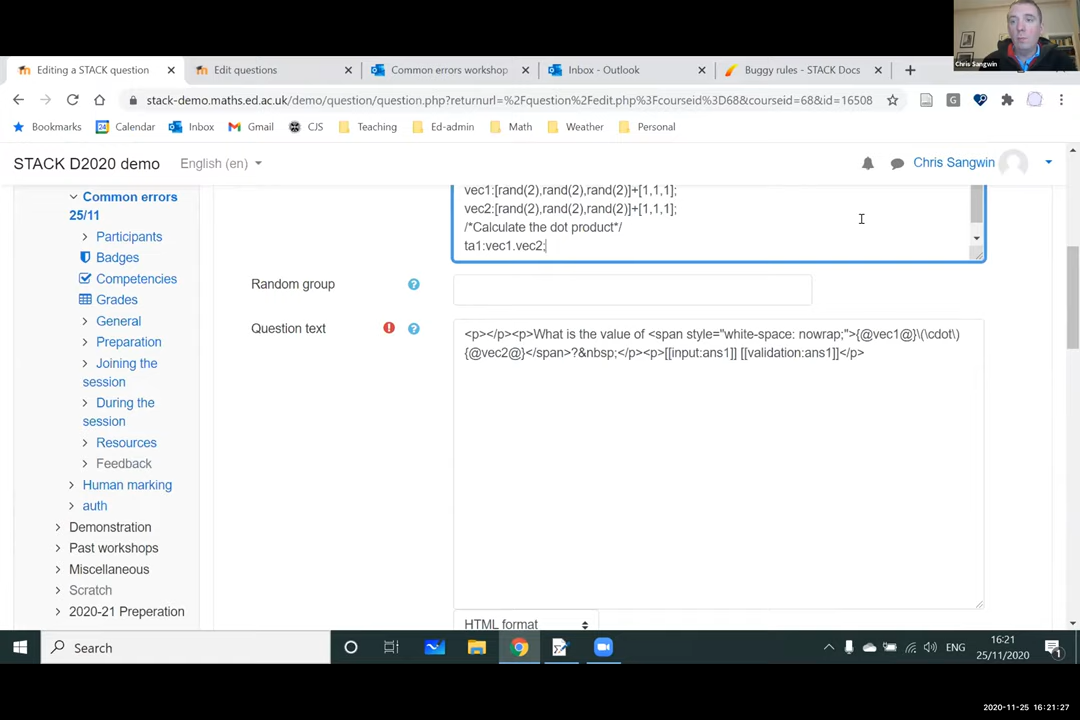 Chris Sangwin
Editing a STACK question
Edit questions
Common errors workshop
Inbox - Outlook
Buggy rules - STACK Docs
stack-demo.maths.ed.ac.uk/demo/question/question.php?returnurl=%2Fquestion%2Fedit.php%3Fcourseid%3D68&courseid=68&id=16508
Bookmarks
Calendar
Inbox
Gmail
CJS
Teaching
Ed-admin
Math
Weather
Personal
STACK D2020 demo
English (en)
Chris Sangwin
Common errors
25/11
Participants
Badges
Competencies
Grades
General
Preparation
Joining the
session
During the
session
Resources
Feedback
Human marking
auth
Demonstration
Past workshops
Miscellaneous
Scratch
2020-21 Preperation
vec1:[rand(2),rand(2),rand(2)]+[1,1,1];
vec2:[rand(2),rand(2),rand(2)]+[1,1,1];
/*Calculate the dot product*/
ta1:vec1.vec2;
Random group
Question text
<p></p><p>What is the value of <span style="white-space: nowrap;">{@vec1@}\(\cdot\)
{@vec2@}</span>?&nbsp;</p><p>[[input:ans1]] [[validation:ans1]]</p>
HTML format
Search
ENG
16:21
25/11/2020
2020-11-25 16:21:27